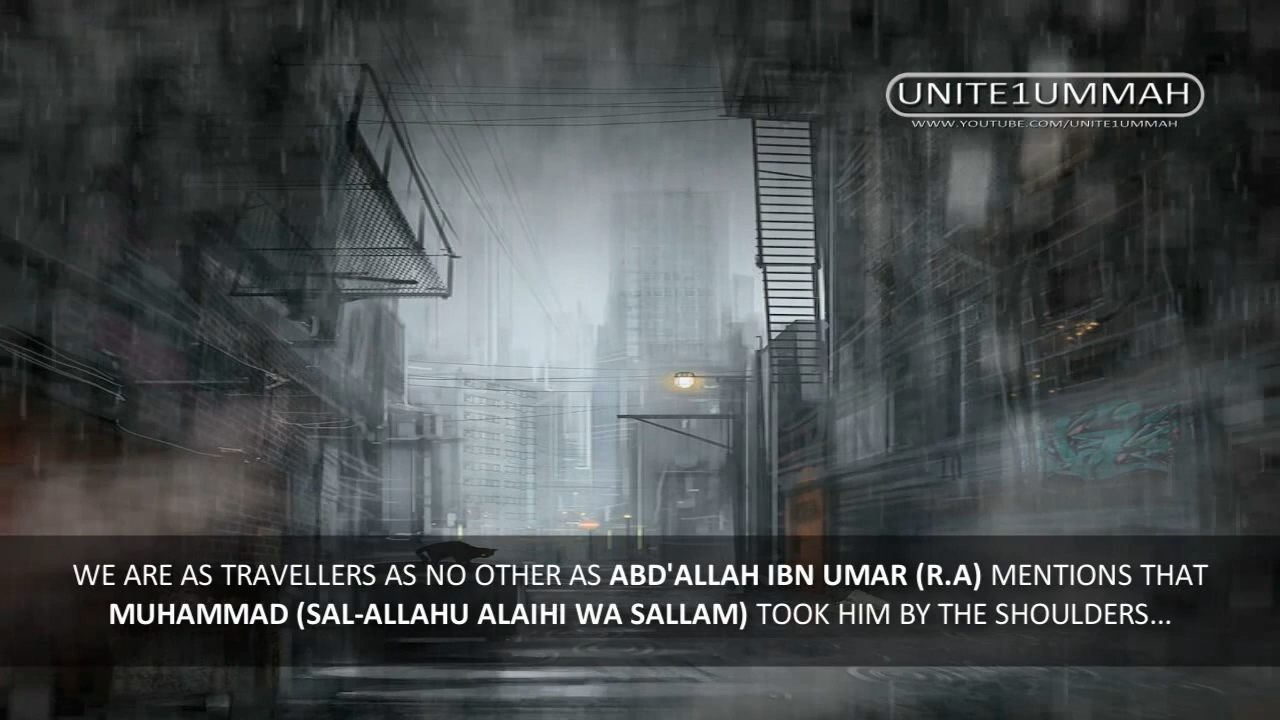 UNITE1UMMAH
WWW.YOUTUBE.COM/UNITE1UMMAH
WE ARE AS TRAVELLERS AS NO OTHER AS ABD'ALLAH IBN UMAR (R.A) MENTIONS THAT
MUHAMMAD (SAL-ALLAHU ALAIHI WA SALLAM) TOOK HIM BY THE SHOULDERS...